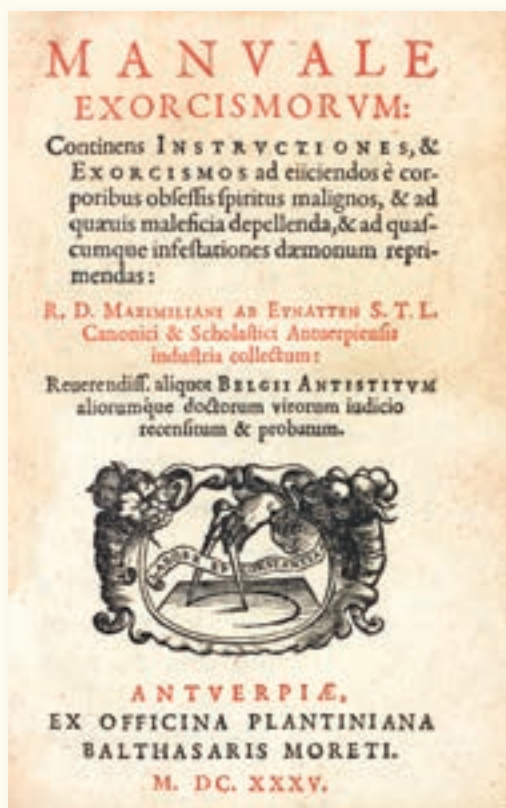 MANVALE
EXORCISMORVM:
Continens INSTRVCTIONES, &
EXORCISMOS ad eiiciendos è cor-
poribus obſeſſis ſpiritus malignos, & ad
quæuis maleficia depellenda, & ad quaſ-
cumque infeſtationes dæmonum repri-
mendas:
R. D. MAXIMILIANI AB EYNATTEN S. T. L.
Canonici & Scholaſtici Antuerpienſis
induſtria collectum:
Reuerendiſſ. aliquot BELGII ANTISTITVM
aliorumque doctorum virorum iudicio
recenſitum & probatum.
LABORE ET CONSTANTIA
ANTVERPIÆ,
EX OFFICINA PLANTINIANA
BALTHASARIS MORETI.
M. DC. XXXV.